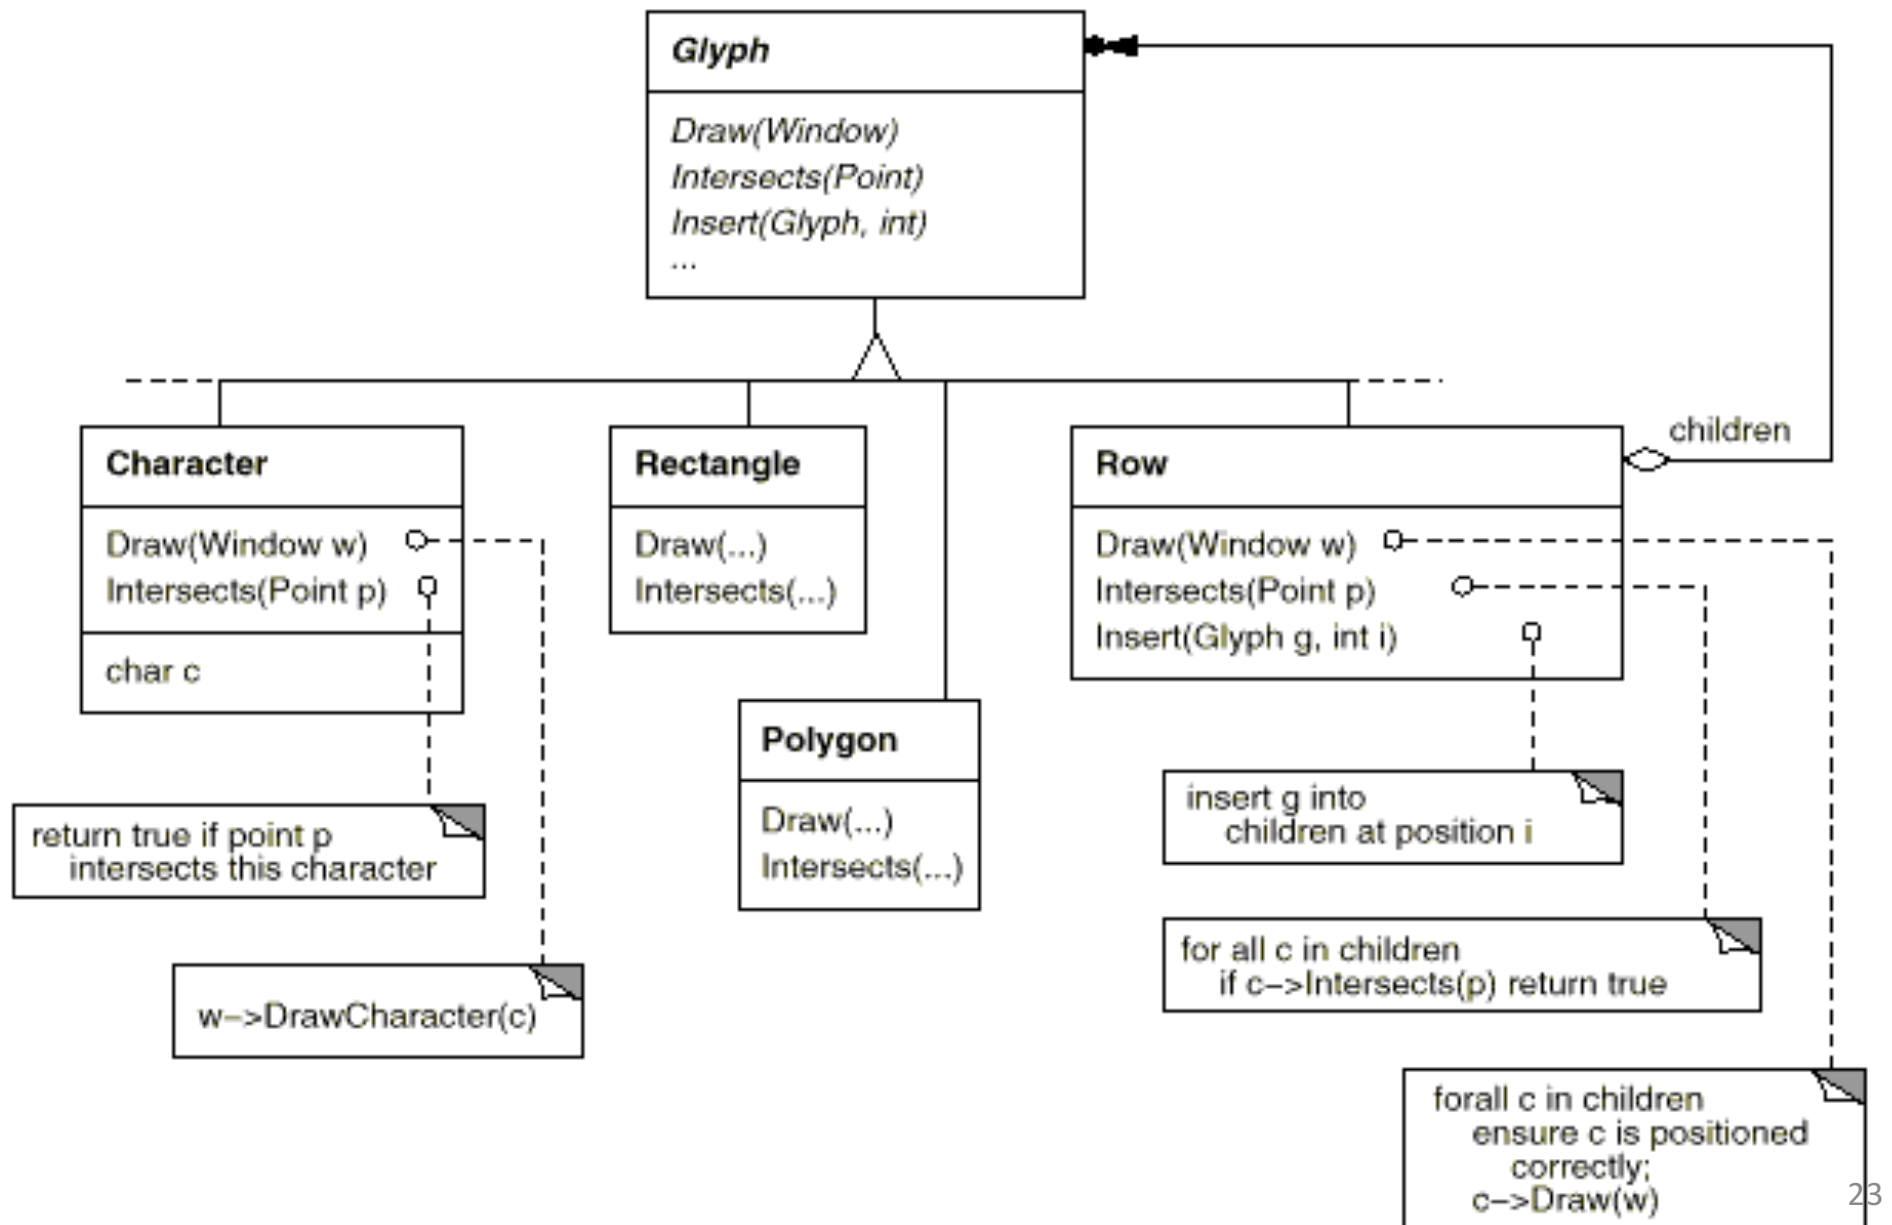 Glyph
Draw(Window)
Intersects(Point)
Insert(Glyph, int)
...
children
Character
Draw(Window w)
Intersects(Point p)
char c
Rectangle
Draw(...)
Intersects(...)
Row
Draw(Window w)
Intersects(Point p)
Insert(Glyph g, int i)
Polygon
Draw(...)
Intersects(...)
return true if point p
intersects this character
w->DrawCharacter(c)
insert g into
children at position i
for all c in children
if c->Intersects(p) return true
forall c in children
ensure c is positioned
correctly;
c->Draw(w)
23